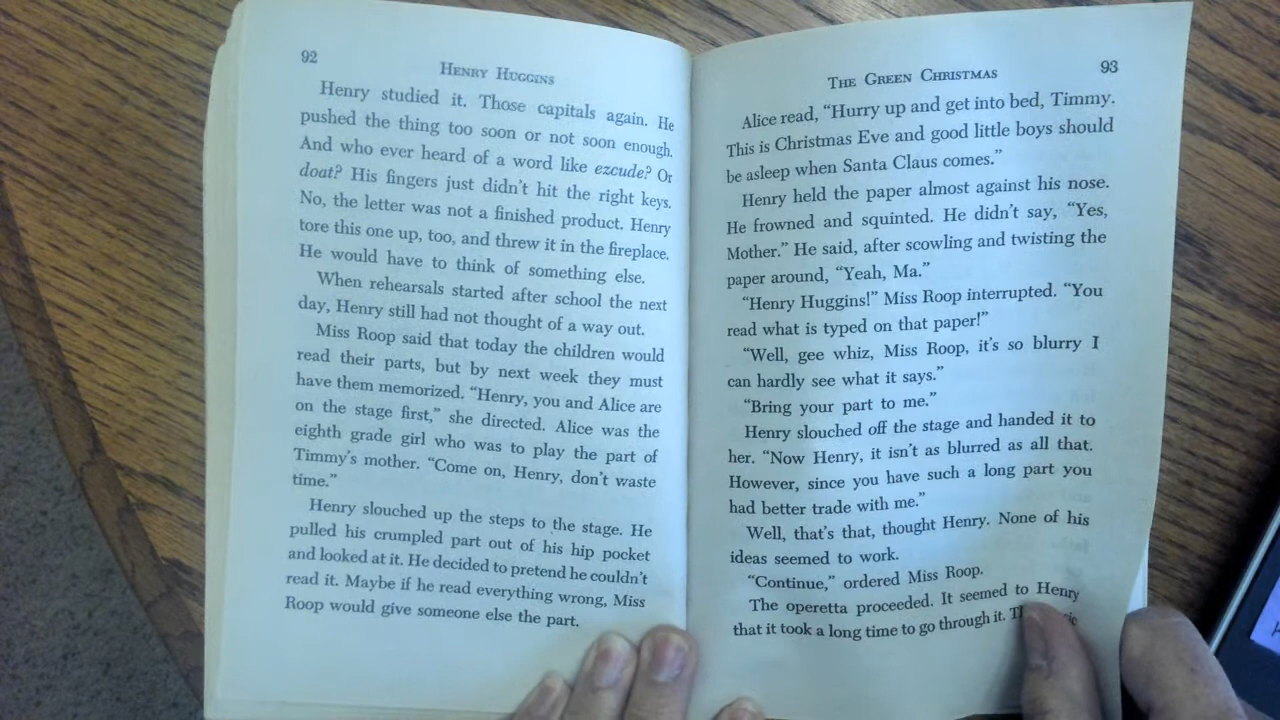 92
Henry Huggins
Henry studied it. Those capitals again. He
pushed the thing too soon or not soon enough.
And who ever heard of a word like ezcude? Or
doat? His fingers just didn't hit the right keys.
No, the letter was not a finished product. Henry
tore this one up, too, and threw it in the fireplace.
He would have to think of something else.
When rehearsals started after school the next
day, Henry still had not thought of a way out.
Miss Roop said that today the children would
read their parts, but by next week they must
have them memorized. “Henry, you and Alice are
on the stage first,” she directed. Alice was the
eighth grade girl who was to play the part of
Timmy's mother. “Come on, Henry, don't waste
time.”
Henry slouched up the steps to the stage. He
pulled his crumpled part out of his hip pocket
and looked at it. He decided to pretend he couldn't
read it. Maybe if he read everything wrong, Miss
Roop would give someone else the part.
The Green Christmas
93
Alice read, “Hurry up and get into bed, Timmy.
This is Christmas Eve and good little boys should
be asleep when Santa Claus comes.”
Henry held the paper almost against his nose.
He frowned and squinted. He didn't say, “Yes,
Mother.” He said, after scowling and twisting the
paper around, “Yeah, Ma.”
“Henry Huggins!” Miss Roop interrupted. “You
read what is typed on that paper!”
“Well, gee whiz, Miss Roop, it's so blurry I
can hardly see what it says.”
“Bring your part to me.”
Henry slouched off the stage and handed it to
her. “Now Henry, it isn't as blurred as all that.
However, since you have such a long part you
had better trade with me.”
Well, that's that, thought Henry. None of his
ideas seemed to work.
“Continue,” ordered Miss Roop.
The operetta proceeded. It seemed to Henry
that it took a long time to go through it.